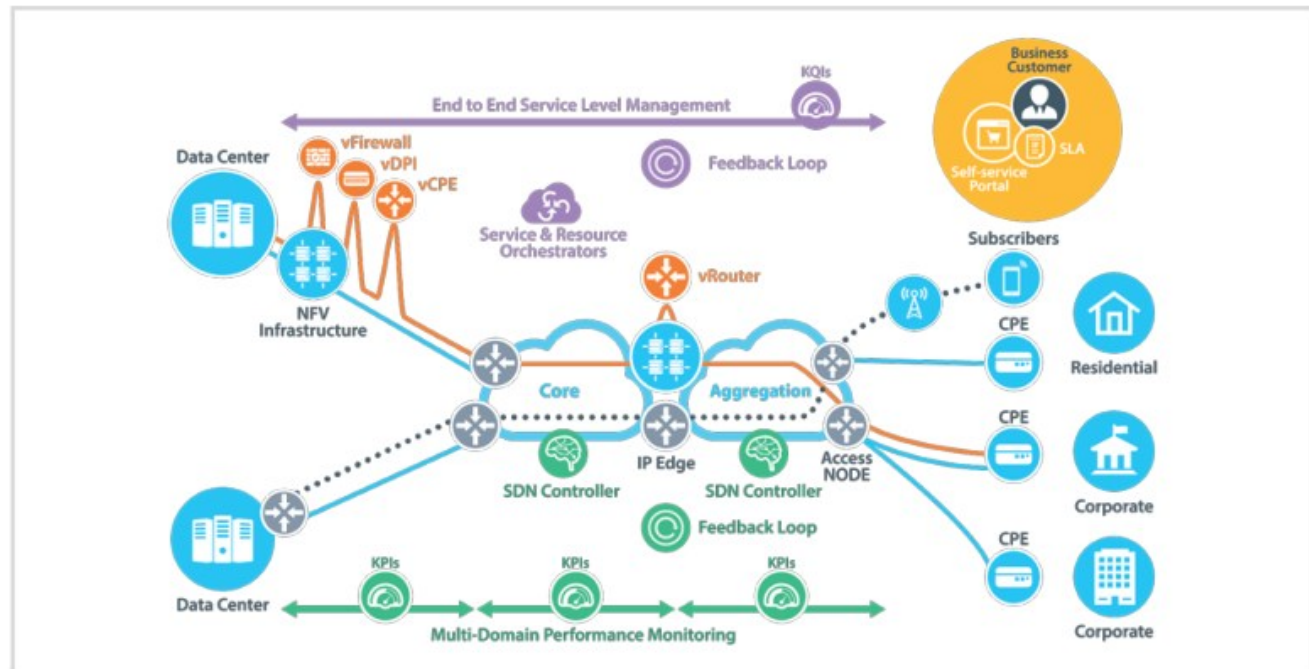 Business
Customer
KQIs
End to End Service Level Management
vFirewall
Data Center
vDPI
Feedback Loop
SLA
vCPE
Self-service
Portal
Service & Resource
Orchestrators
Subscribers
vRouter
NFV
Infrastructure
CPE
Residential
Core
Aggregation
CPE
IP Edge
Access
NODE
SDN Controller
SDN Controller
Corporate
Feedback Loop
CPE
KPIs
KPIs
KPIs
Data Center
Multi-Domain Performance Monitoring
Corporate